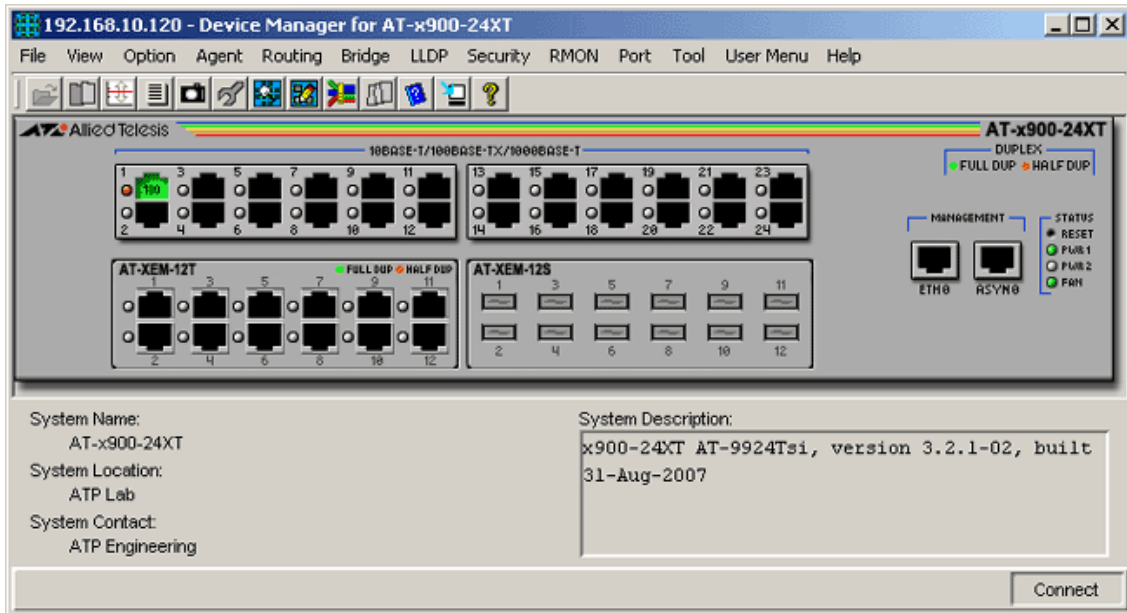 192.168.10.120 - Device Manager for AT-x900-24XT
File View Option Agent Routing Bridge LLDP Security RMON Port Tool User Menu Help
Allied Telesis
AT-x900-24XT
10BASE-T/100BASE-TX/1000BASE-T
DUPLEX
FULL DUP HALF DUP
1 3 5 7 9 11 13 15 17 19 21 23
100
2 4 6 8 10 12 14 16 18 20 22 24
MANAGEMENT
ETH0 ASYN0
STATUS
RESET
PWR1
PWR2
FAN
AT-XEM-12T FULL DUP HALF DUP
1 3 5 7 9 11
2 4 6 8 10 12
AT-XEM-12S
1 3 5 7 9 11
2 4 6 8 10 12
System Name:
AT-x900-24XT
System Location:
ATP Lab
System Contact:
ATP Engineering
System Description:
x900-24XT AT-9924Tsi, version 3.2.1-02, built
31-Aug-2007
Connect